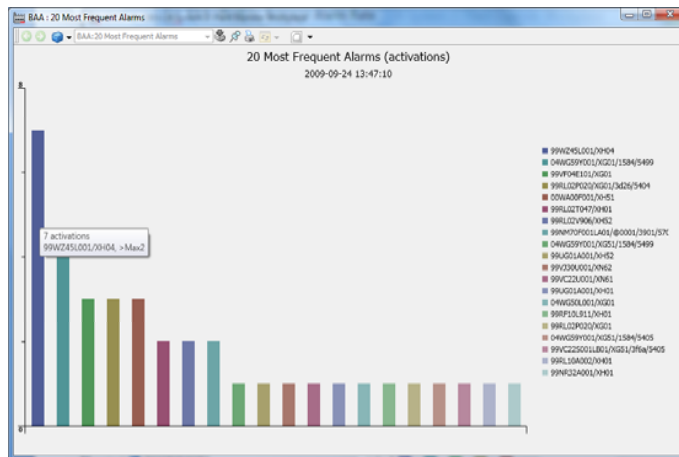 BAA : 20 Most Frequent Alarms
BAA:20 Most Frequent Alarms
20 Most Frequent Alarms (activations)
2009-09-24 13:47:10
8
7 activations
99WZ45L001/XH04, >Max2
0
99WZ45L001/XH04
04WG59Y001/XG01/1584/5499
99VF04E101/XG01
99RL02P020/XG01/3d26/5404
00WA00F001/XH51
99RL02T047/XH01
99RL02V906/XH52
99NM70F001LA01/@0001/3901/57C
04WG59Y001/XG51/1584/5499
99UG01A001/XH52
99VJ30U001/XN62
99VC22U001/XN61
99UG01A001/XH01
04WG50L001/XG01
99RF10L911/XH01
99RL02P020/XG01
04WG59Y001/XG51/1584/5405
99VC22S001LB01/XG51/3f6a/5405
99RL10A002/XH01
99NR32A001/XH01